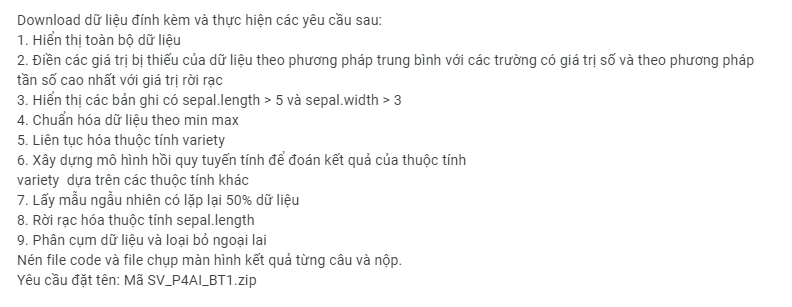 Download dữ liệu đính kèm và thực hiện các yêu cầu sau:
1. Hiển thị toàn bộ dữ liệu
2. Điền các giá trị bị thiếu của dữ liệu theo phương pháp trung bình với các trường có giá trị số và theo phương pháp
tần số cao nhất với giá trị rời rạc
3. Hiển thị các bản ghi có sepal.length > 5 và sepal.width > 3
4. Chuẩn hóa dữ liệu theo min max
5. Liên tục hóa thuộc tính variety
6. Xây dựng mô hình hồi quy tuyến tính để đoán kết quả của thuộc tính
variety  dựa trên các thuộc tính khác
7. Lấy mẫu ngẫu nhiên có lặp lại 50% dữ liệu
8. Rời rạc hóa thuộc tính sepal.length
9. Phân cụm dữ liệu và loại bỏ ngoại lai
Nén file code và file chụp màn hình kết quả từng câu và nộp.
Yêu cầu đặt tên: Mã SV_P4AI_BT1.zip